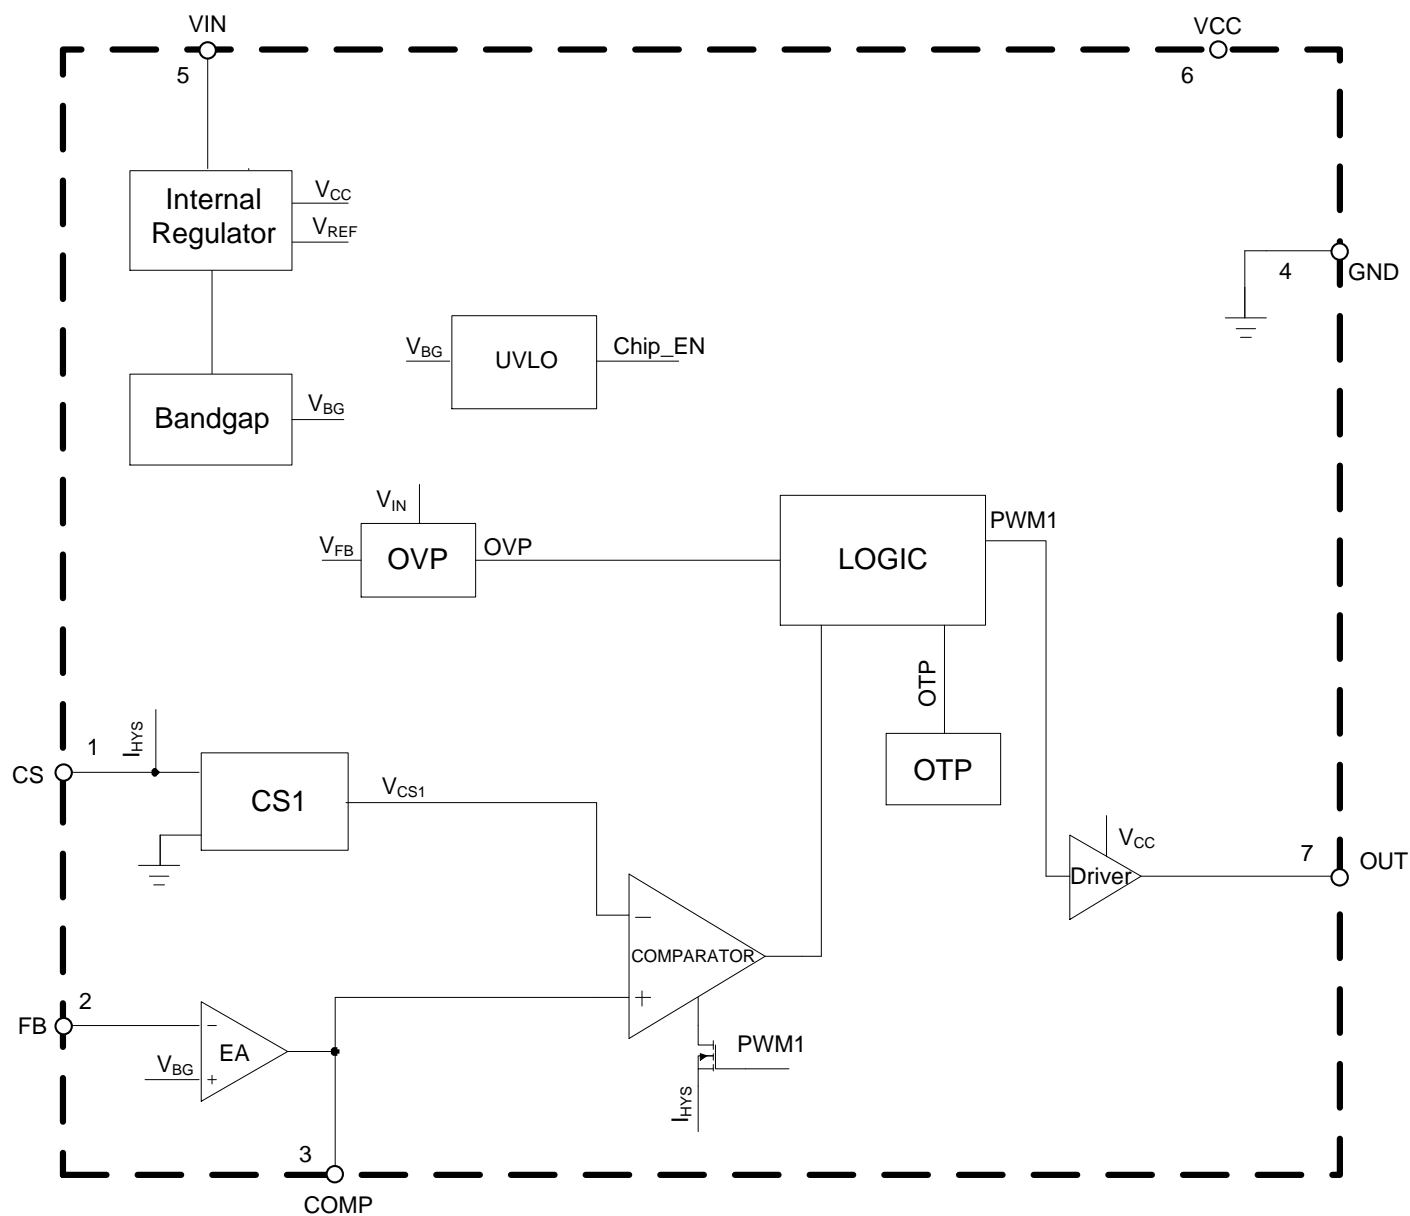 VIN
VCC
5
6
Internal
Regulator
VCC
VREF
4
GND
VBG
UVLO
Chip_EN
Bandgap
VBG
VIN
VFB
OVP
OVP
LOGIC
PWM1
OTP
OTP
1
IHYS
CS
CS1
VCS1
VCC
Driver
7
OUT
−
COMPARATOR
+
2
FB
−
EA
VBG
+
PWM1
IHYS
3
COMP